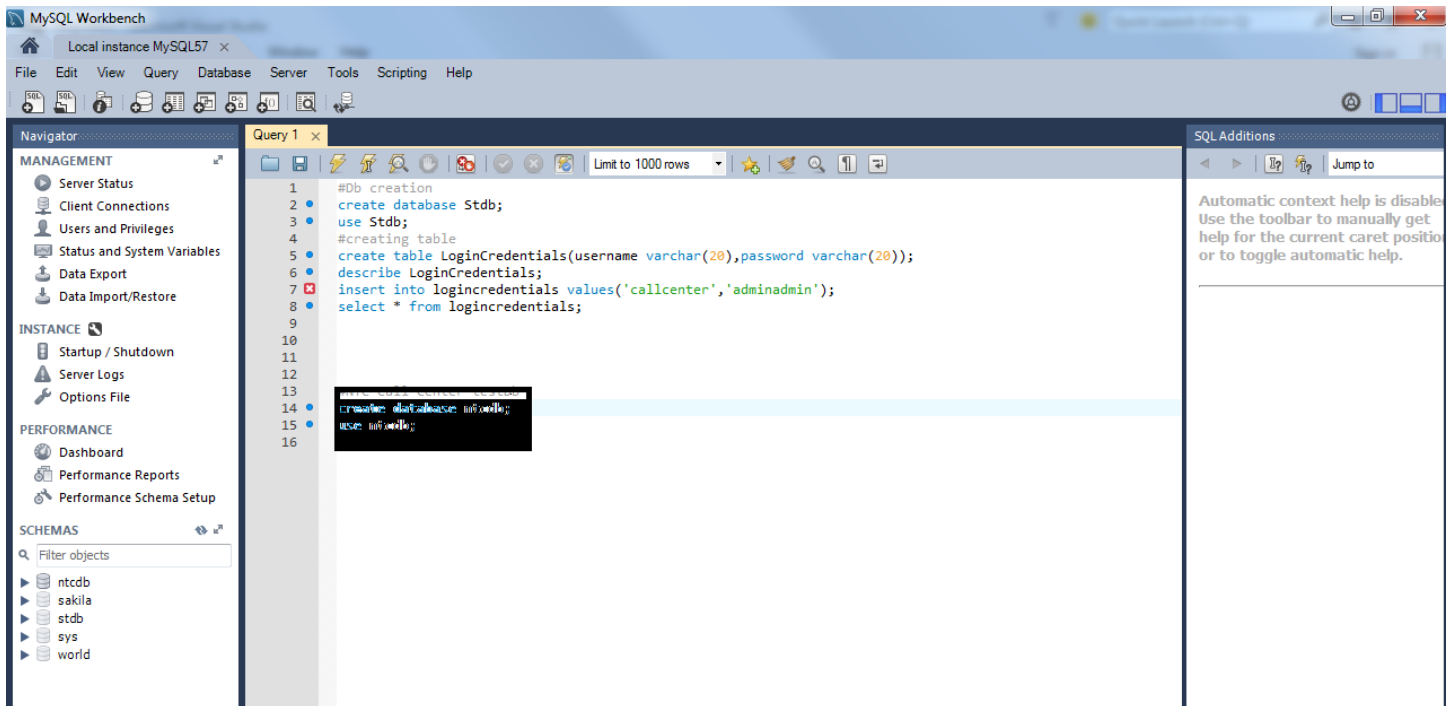 MySQL Workbench
Local instance MySQL57
File Edit View Query Database Server Tools Scripting Help
Navigator
MANAGEMENT
Server Status
Client Connections
Users and Privileges
Status and System Variables
Data Export
Data Import/Restore
INSTANCE
Startup / Shutdown
Server Logs
Options File
PERFORMANCE
Dashboard
Performance Reports
Performance Schema Setup
SCHEMAS
Filter objects
ntcdb
sakila
stdb
sys
world
Query 1
Limit to 1000 rows
1 #Db creation
2 create database Stdb;
3 use Stdb;
4 #creating table
5 create table LoginCredentials(username varchar(20),password varchar(20));
6 describe LoginCredentials;
7 insert into logincredentials values('callcenter','adminadmin');
8 select * from logincredentials;
9
10
11
12
13 call center testdb
14 create database
15 use
16
SQL Additions
Jump to
Automatic context help is disable
Use the toolbar to manually get
help for the current caret position
or to toggle automatic help.